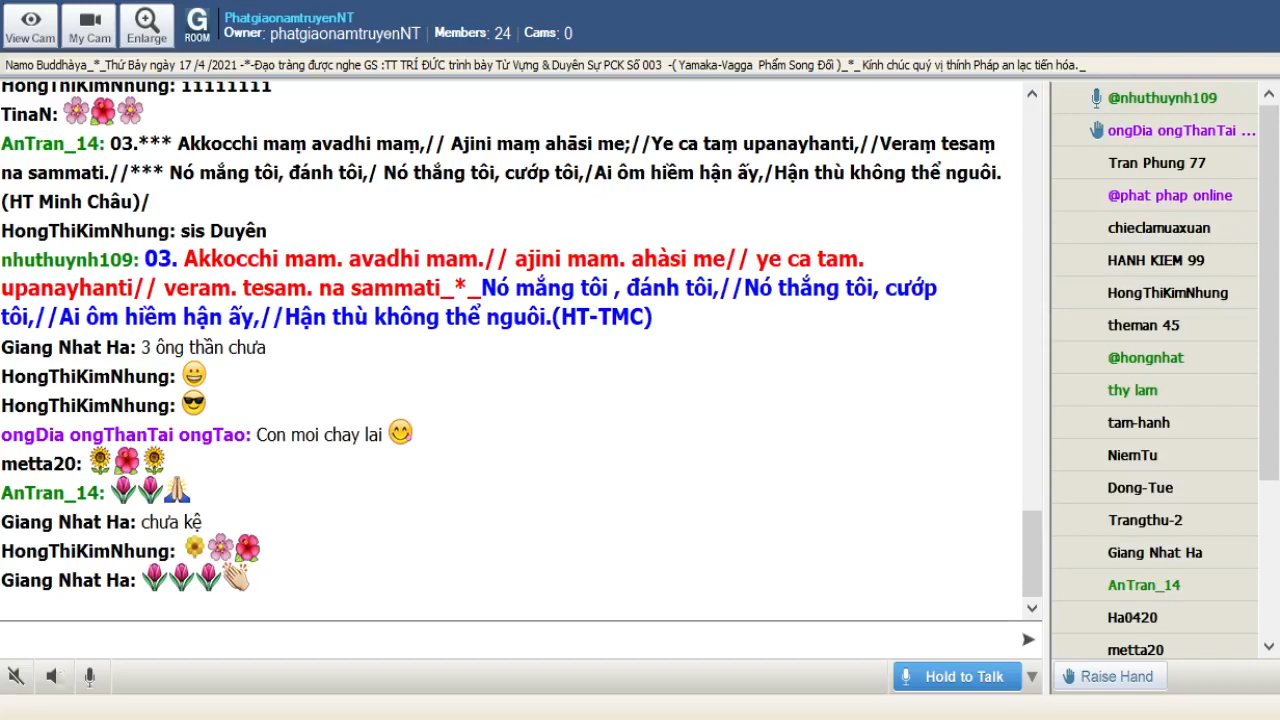 View Cam
My Cam
Enlarge
G
ROOM
PhatgiaonamtruyenNT
Owner: phatgiaonamtruyenNT | Members: 24 | Cams: 0
Namo Buddhàya_*_Thứ Bảy ngày 17 /4 /2021 -*-Đạo tràng được nghe GS :TT TRÍ ĐỨC trình bày Từ Vựng & Duyên Sự PCK Số 003 -( Yamaka-Vagga Phẩm Song Đối )_*_ Kính chúc quý vị thính Pháp an lạc tiến hóa._
HongThiKimNhung: 11111111
TinaN:
AnTran_14: 03.*** Akkocchi maṃ avadhi maṃ,// Ajini maṃ ahāsi me;//Ye ca taṃ upanayhanti,//Veraṃ tesaṃ
na sammati.//*** Nó mắng tôi, đánh tôi,/ Nó thắng tôi, cướp tôi,/Ai ôm hiềm hận ấy,/Hận thù không thể nguôi.
(HT Minh Châu)/
HongThiKimNhung: sis Duyên
nhuthuynh109: 03. Akkocchi mam. avadhi mam.// ajini mam. ahàsi me// ye ca tam.
upanayhanti// veram. tesam. na sammati_*_Nó mắng tôi , đánh tôi,//Nó thắng tôi, cướp
tôi,//Ai ôm hiềm hận ấy,//Hận thù không thể nguôi.(HT-TMC)
Giang Nhat Ha: 3 ông thần chưa
HongThiKimNhung:
HongThiKimNhung:
ongDia ongThanTai ongTao: Con moi chay lai
metta20:
AnTran_14:
Giang Nhat Ha: chưa kệ
HongThiKimNhung:
Giang Nhat Ha:
Hold to Talk
@nhuthuynh109
ongDia ongThanTai ...
Tran Phung 77
@phat phap online
chieclamuaxuan
HANH KIEM 99
HongThiKimNhung
theman 45
@hongnhat
thy lam
tam-hanh
NiemTu
Dong-Tue
Trangthu-2
Giang Nhat Ha
AnTran_14
Ha0420
metta20
Raise Hand